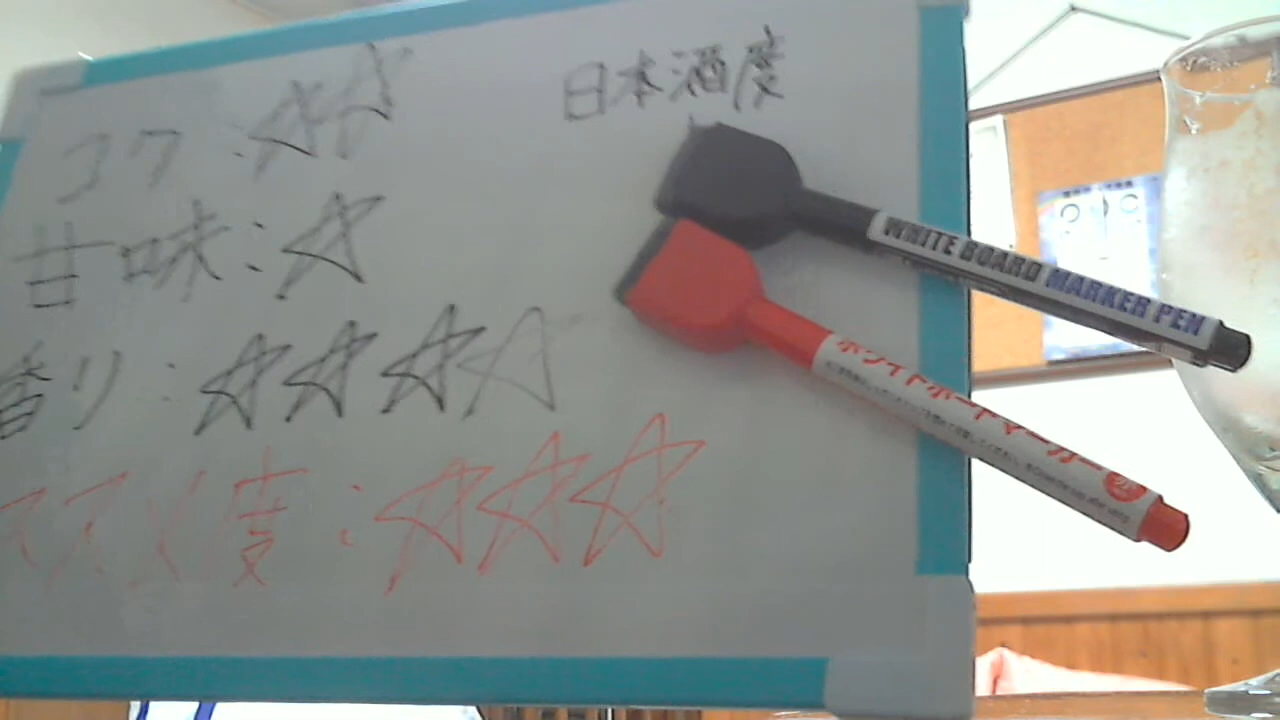 コク:☆☆
日本酒度
甘味:☆
香り:☆☆☆☆
ススメ度:☆☆☆
WHITE BOARD MARKER PEN
ホワイトボードマーカー